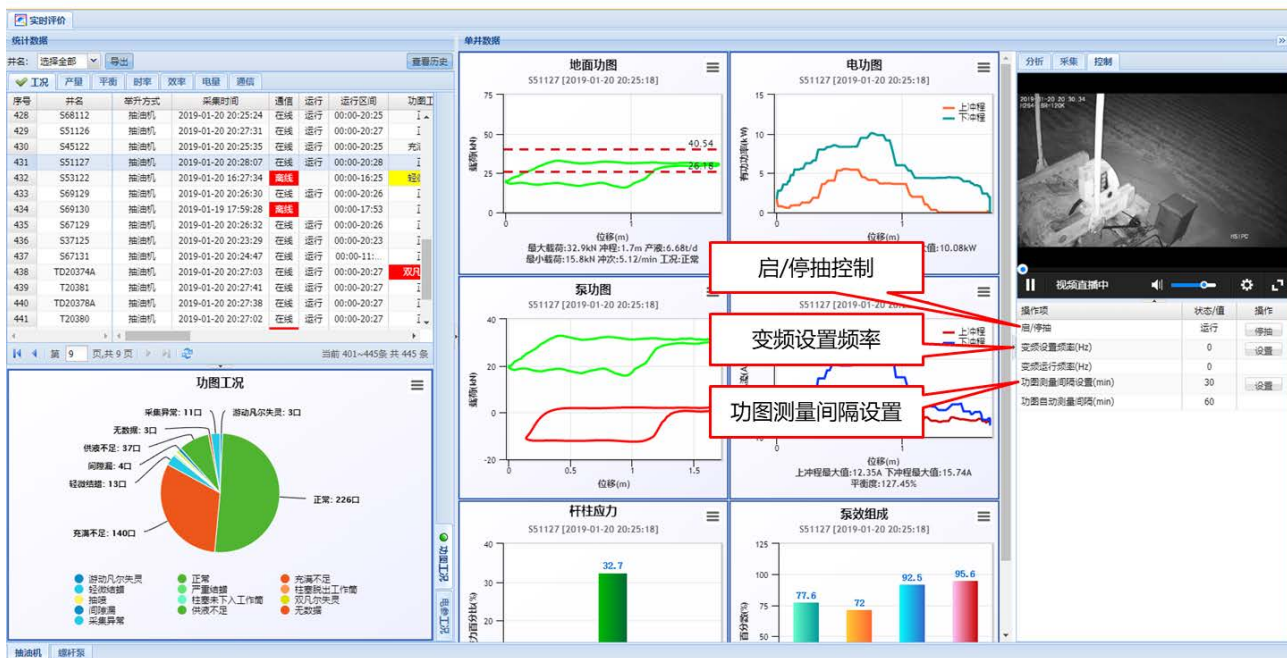 实时评价
统计数据
井名: 选择全部 导出 查看历史
工况 产量 平衡 时率 效率 电量 通信
序号 井名 举升方式 采集时间 通信 运行 运行区间 功图工
428 S68112 抽油机 2019-01-20 20:25:24 在线 运行 00:00-20:25
429 S51126 抽油机 2019-01-20 20:27:31 在线 运行 00:00-20:27
430 S45122 抽油机 2019-01-20 20:25:35 在线 运行 00:00-20:25 充满
431 S51127 抽油机 2019-01-20 20:28:07 在线 运行 00:00-20:28
432 S53122 抽油机 2019-01-20 16:27:34 离线 00:00-16:25 轻微
433 S69129 抽油机 2019-01-20 20:26:30 在线 运行 00:00-20:26
434 S69130 抽油机 2019-01-19 17:59:28 离线 00:00-17:53
435 S67129 抽油机 2019-01-20 20:26:32 在线 运行 00:00-20:26
436 S37125 抽油机 2019-01-20 20:23:29 在线 运行 00:00-20:23
437 S67131 抽油机 2019-01-20 20:24:47 在线 运行 00:00-11:...
438 TD20374A 抽油机 2019-01-20 20:27:03 在线 运行 00:00-20:27 双凡
439 T20381 抽油机 2019-01-20 20:27:41 在线 运行 00:00-20:27
440 TD20378A 抽油机 2019-01-20 20:27:38 在线 运行 00:00-20:27
441 T20380 抽油机 2019-01-20 20:27:02 在线 运行 00:00-20:27
第 9 页,共 9 页 当前 401~445条 共 445 条
功图工况
采集异常: 11口
游动凡尔失灵: 3口
无数据: 3口
供液不足: 37口
间隙漏: 4口
轻微结蜡: 13口
正常: 226口
充满不足: 140口
游动凡尔失灵 正常 充满不足
轻微结蜡 严重结蜡 柱塞脱出工作筒
抽喷 柱塞未下入工作筒 双凡尔失灵
间隙漏 供液不足 无数据
采集异常
功图工况
电参工况
抽油机 螺杆泵
单井数据
地面功图
S51127 [2019-01-20 20:25:18]
75
50
40.54
25
26.18
0
载荷(kN)
0 1
位移(m)
最大载荷:32.9kN 冲程:1.7m 产液:6.68t/d
最小载荷:15.8kN 冲次:5.12/min 工况:正常
电功图
S51127 [2019-01-20 20:25:18]
上冲程
下冲程
15
10
5
0
有功功率(kW)
0 1
位移(m)
大值:10.08kW
泵功图
S51127 [2019-01-20 20:25:18]
40
20
0
-20
载荷(kN)
0 0.5 1 1.5
位移(m)
S51127 [2019-01-20 20:25:18]
上冲程
下冲程
0 1
位移(m)
上冲程最大值:12.35A 下冲程最大值:15.74A
平衡度:127.45%
杆柱应力
S51127 [2019-01-20 20:25:18]
40
30
20
32.7
力百分比(%)
泵效组成
S51127 [2019-01-20 20:25:18]
125
100
75
50
77.6 72 92.5 95.6
百分数(%)
启/停抽控制
变频设置频率
功图测量间隔设置
分析 采集 控制
视频直播中
操作项 状态/值 操作
启/停抽 运行 停抽
变频设置频率(Hz) 0 设置
变频运行频率(Hz) 0
功图测量间隔设置(min) 30 设置
功图自动测量间隔(min) 60